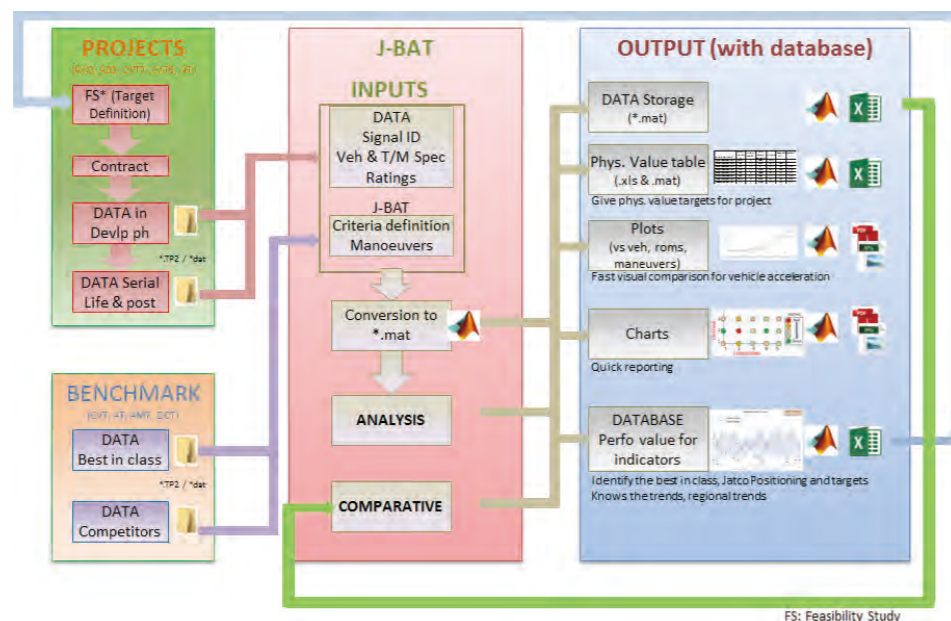 PROJECTS
FS* (Target
Definition)
Contract
DATA in
Devlp ph
*.TP2 / *dat
DATA Serial
Life & post
BENCHMARK
DATA
Best in class
*.TP2 / *dat
DATA
Competitors
J-BAT
INPUTS
DATA
Signal ID
Veh & T/M Spec
Ratings
J-BAT
Criteria definition
Manoeuvers
Conversion to
*.mat
ANALYSIS
COMPARATIVE
OUTPUT (with database)
DATA Storage
(*.mat)
Phys. Value table
(.xls & .mat)
Give phys. value targets for project
Plots
(vs veh, roms,
maneuvers)
Fast visual comparison for vehicle acceleration
Charts
Quick reporting
DATABASE
Perfo value for
indicators
Identify the best in class, Jatco Positioning and targets
Knows the trends, regional trends
FS: Feasibility Study